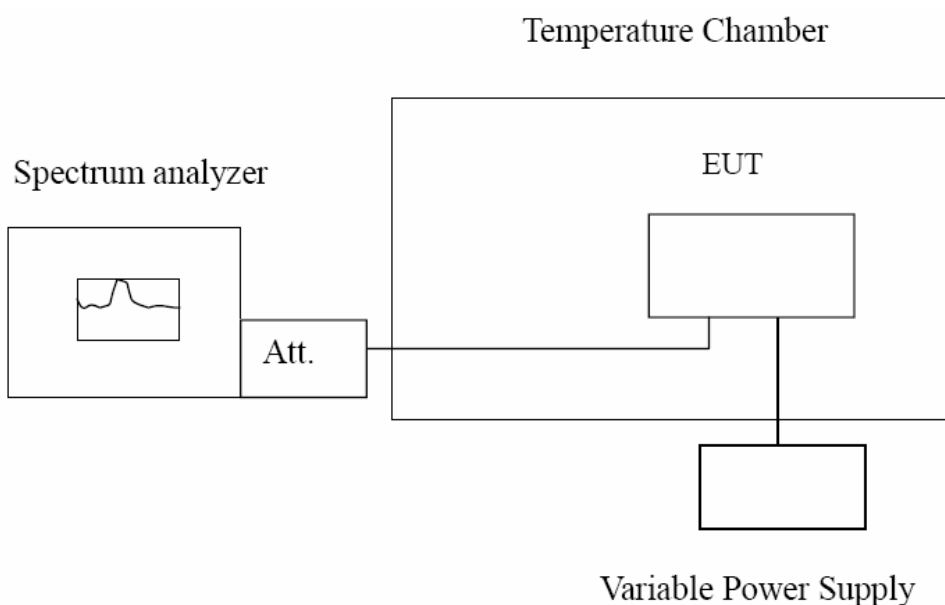 Temperature Chamber
Spectrum analyzer
EUT
Att.
Variable Power Supply